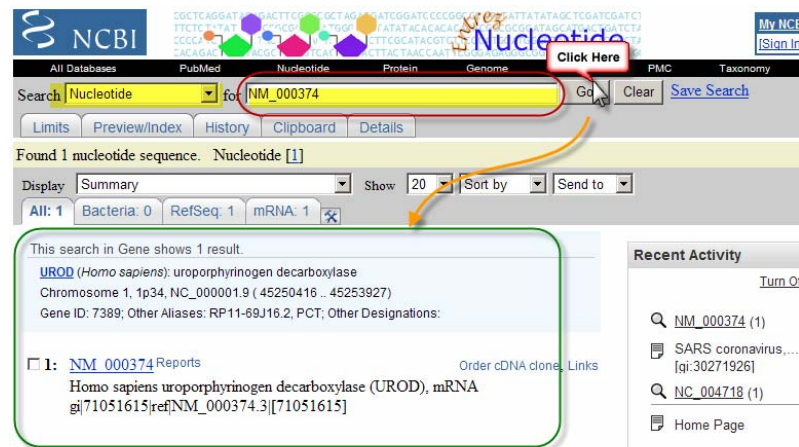 NCBI
Entrez
Nucleotide
My NCB
[Sign In
All Databases PubMed Nucleotide Protein Genome PMC Taxonomy
Click Here
Search Nucleotide for NM_000374 Go Clear Save Search
Limits Preview/Index History Clipboard Details
Found 1 nucleotide sequence. Nucleotide [1]
Display Summary Show 20 Sort by Send to
All: 1 Bacteria: 0 RefSeq: 1 mRNA: 1
This search in Gene shows 1 result.
UROD (Homo sapiens): uroporphyrinogen decarboxylase
Chromosome 1, 1p34, NC_000001.9 ( 45250416 .. 45253927)
Gene ID: 7389; Other Aliases: RP11-69J16.2, PCT; Other Designations:
1: NM_000374 Reports Order cDNA clone, Links
Homo sapiens uroporphyrinogen decarboxylase (UROD), mRNA
gi|71051615|ref|NM_000374.3|[71051615]
Recent Activity
Turn Of
NM_000374 (1)
SARS coronavirus,...
[gi:30271926]
NC_004718 (1)
Home Page